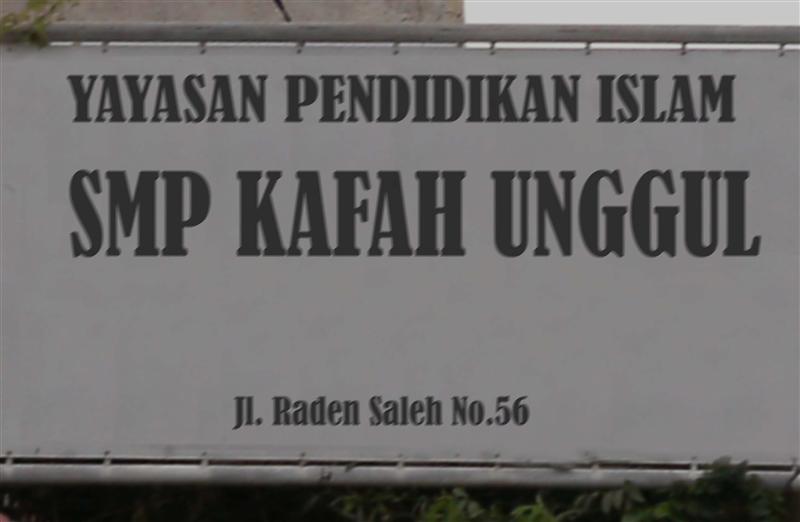 YAYASAN PENDIDIKAN ISLAM
SMP KAFAH UNGGUL
Jl. Raden Saleh No.56